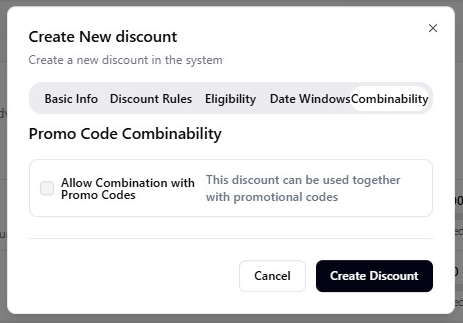 Create New discount
Create a new discount in the system
Basic Info Discount Rules Eligibility Date Windows Combinability
Promo Code Combinability
Allow Combination with
Promo Codes
This discount can be used together
with promotional codes
Cancel Create Discount